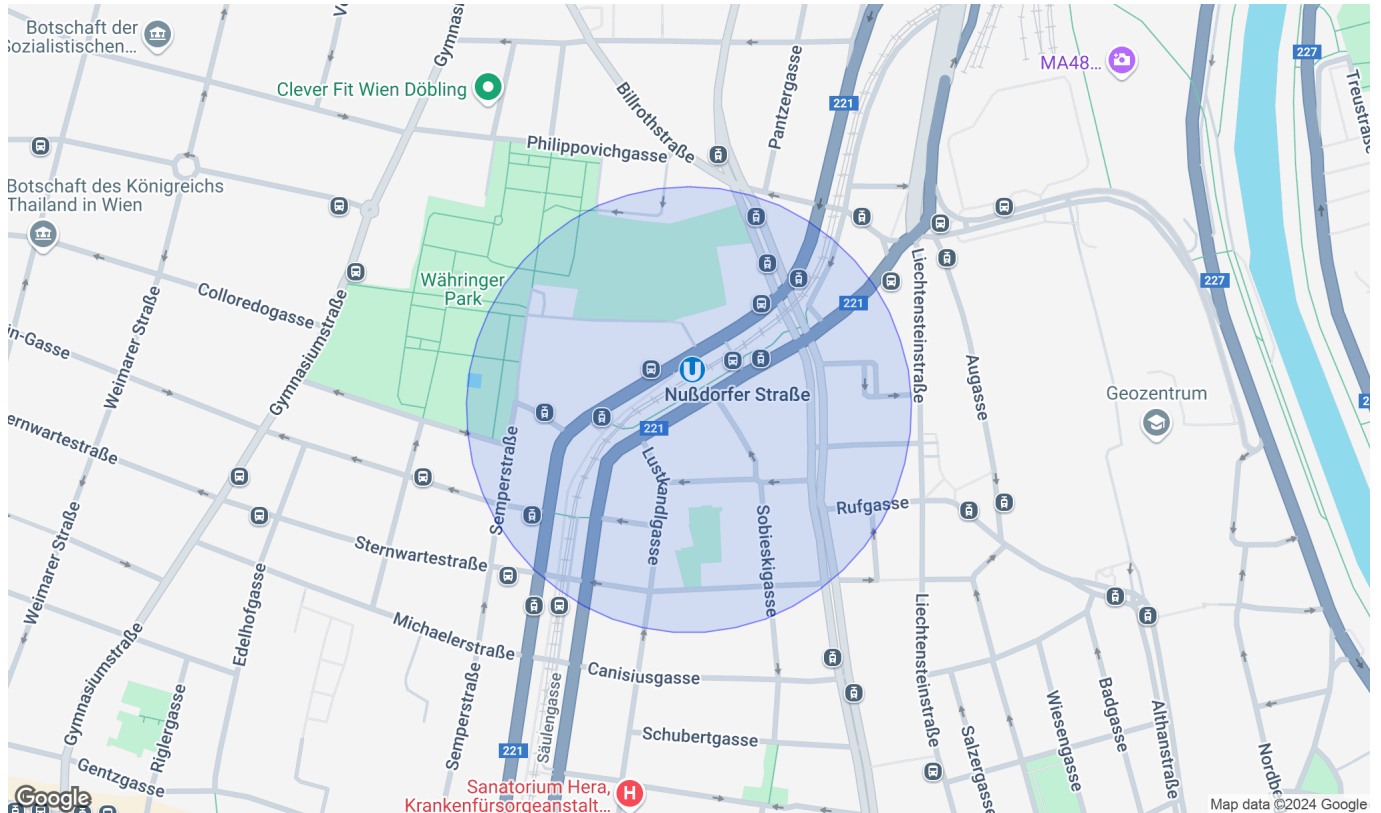 Botschaft der
Sozialistischen...
Gymnasiumstraße
Clever Fit Wien Döbling
Billrothstraße
Pantzergasse
221
MA48...
227
Treustraße
Philippovichgasse
Botschaft des Königreichs
Thailand in Wien
Währinger
Park
Colloredogasse
Weimarer Straße
Gymnasiumstraße
Liechtensteinstraße
227
221
Augasse
U
Nußdorfer Straße
221
Geozentrum
Semperstraße
Lustkandlgasse
Sobieskigasse
Rufgasse
Sternwartestraße
Weimarer Straße
Edelhofgasse
Michaelerstraße
Canisiusgasse
Liechtensteinstraße
Gymnasiumstraße
Riglergasse
Semperstraße
Säulengasse
221
Schubertgasse
Salzergasse
Wiesengasse
Badgasse
Althanstraße
Gentzgasse
Sanatorium Hera,
Krankenfürsorgeanstalt...
H
Google
Map data ©2024 Google